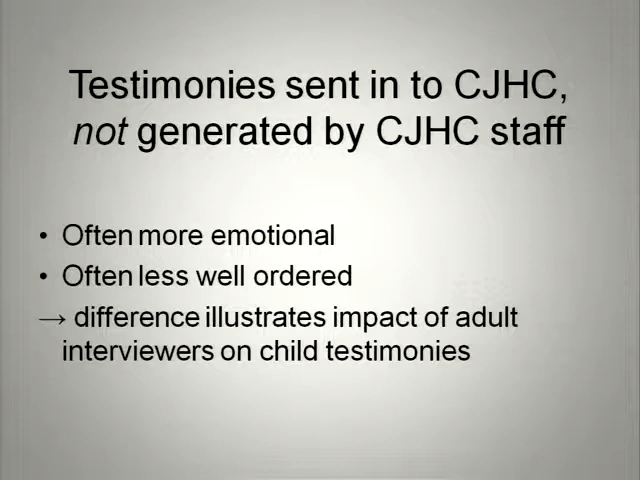 Testimonies sent in to CJHC,
not generated by CJHC staff
• Often more emotional
• Often less well ordered
→ difference illustrates impact of adult
interviewers on child testimonies